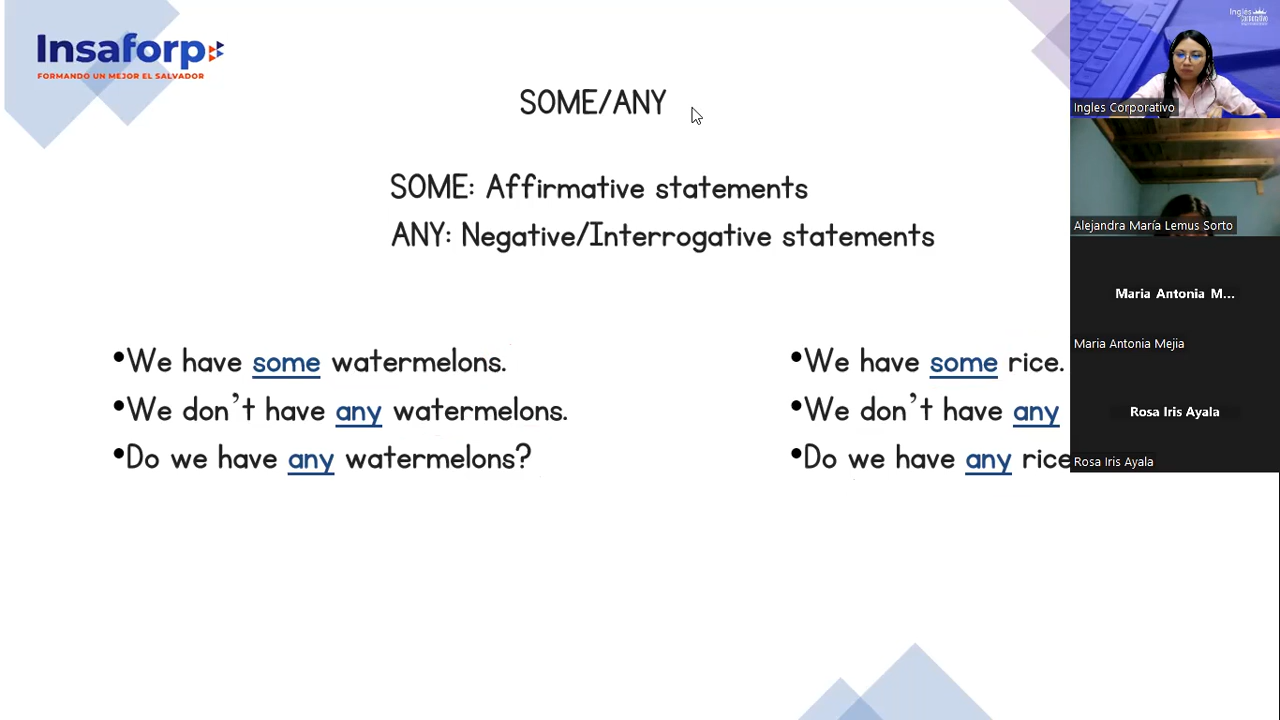 Insaforp
FORMANDO UN MEJOR EL SALVADOR
SOME/ANY
SOME: Affirmative statements
ANY: Negative/Interrogative statements
•We have some watermelons.
•We don't have any watermelons.
•Do we have any watermelons?
•We have some rice.
•We don't have any
•Do we have any rice
Inglés
Corporativo
Ingles Corporativo
Alejandra María Lemus Sorto
Maria Antonia M...
Maria Antonia Mejia
Rosa Iris Ayala
Rosa Iris Ayala